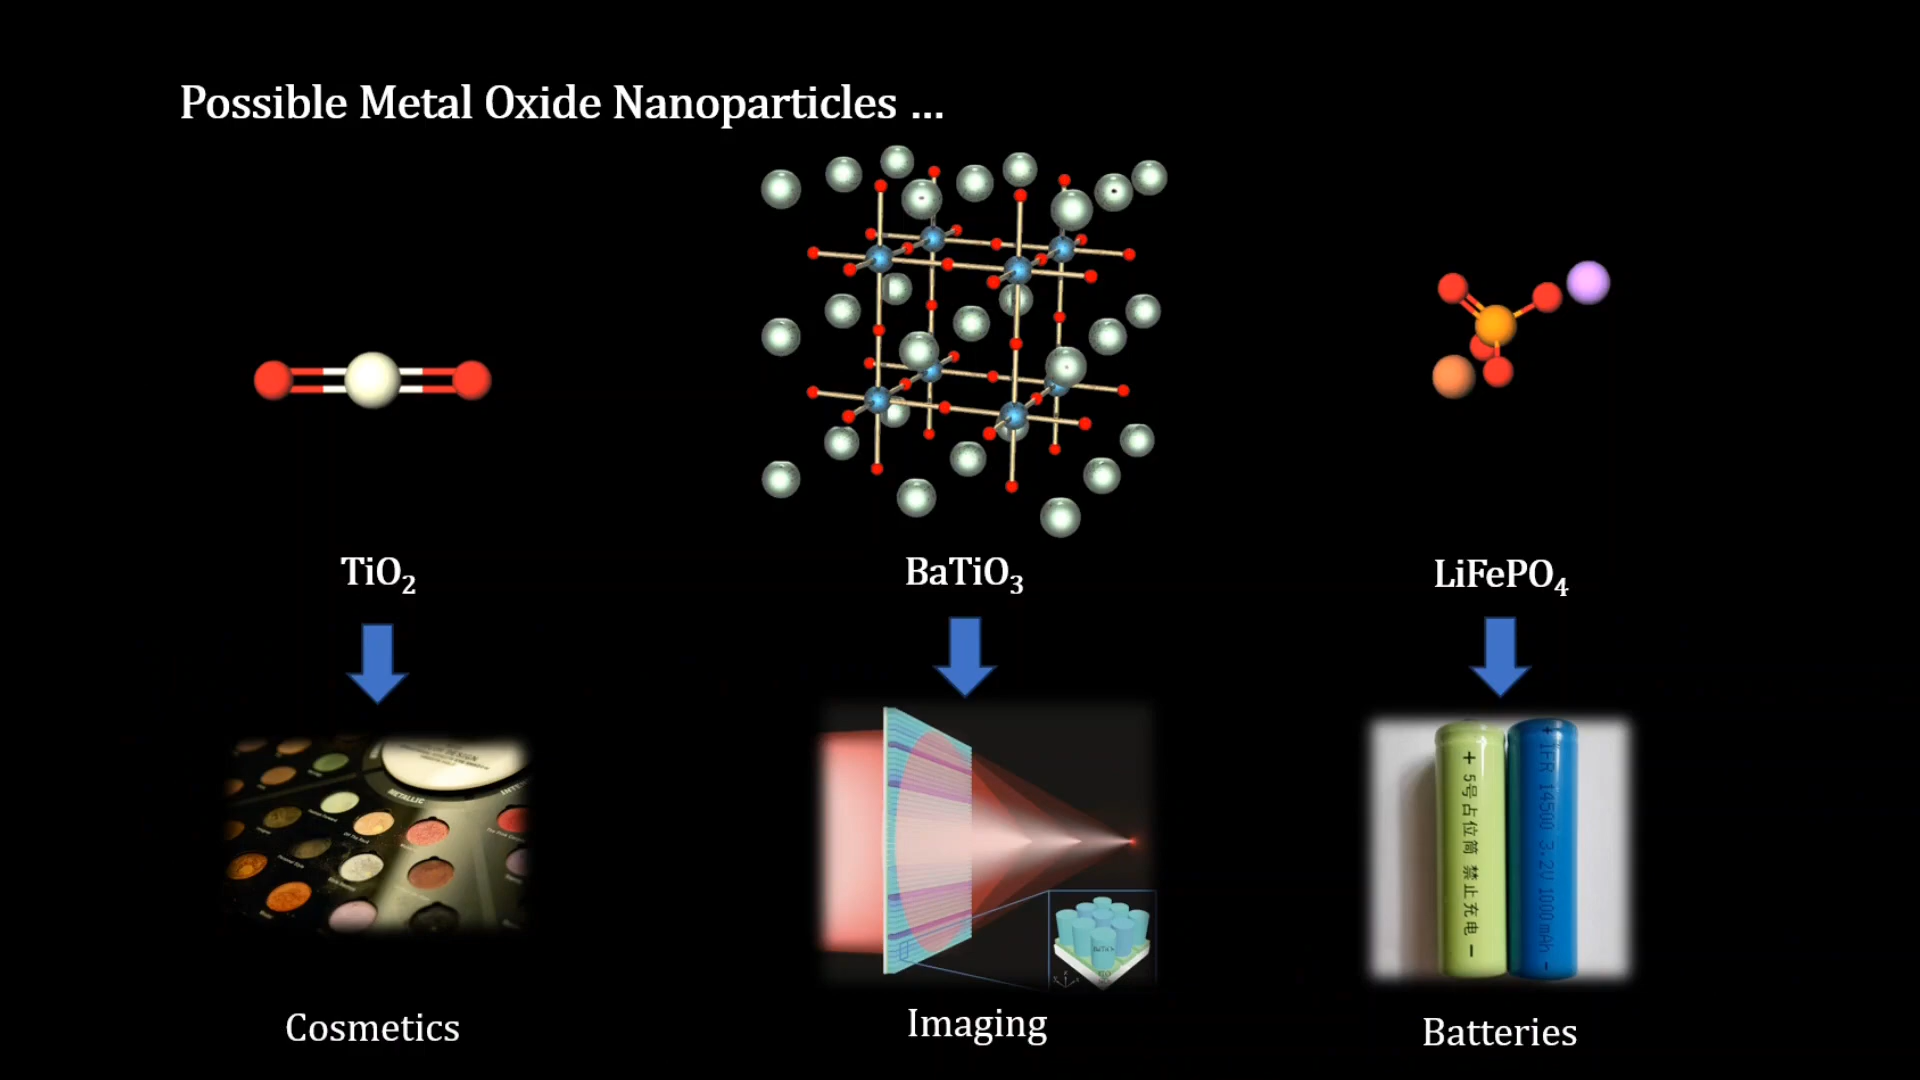 Possible Metal Oxide Nanoparticles ...
TiO₂
BaTiO₃
LiFePO₄
METALLIC
+ 5号占位筒 禁止充电 -
+ IFR 14500 3.2V 1000mAh -
Cosmetics
Imaging
Batteries